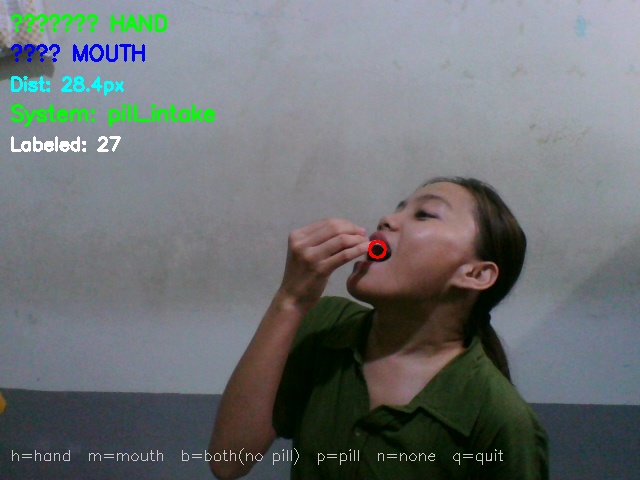 ??????? HAND
???? MOUTH
Dist: 28.4px
System: pill_intake
Labeled: 27
h=hand m=mouth b=both(no pill) p=pill n=none q=quit